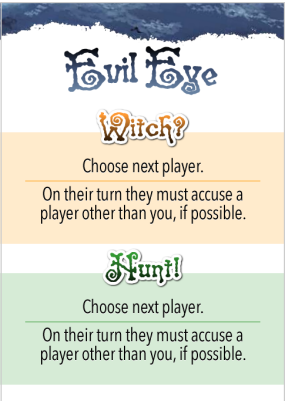 Evil Eye
Witch?
Choose next player.
On their turn they must accuse a
player other than you, if possible.
Hunt!
Choose next player.
On their turn they must accuse a
player other than you, if possible.